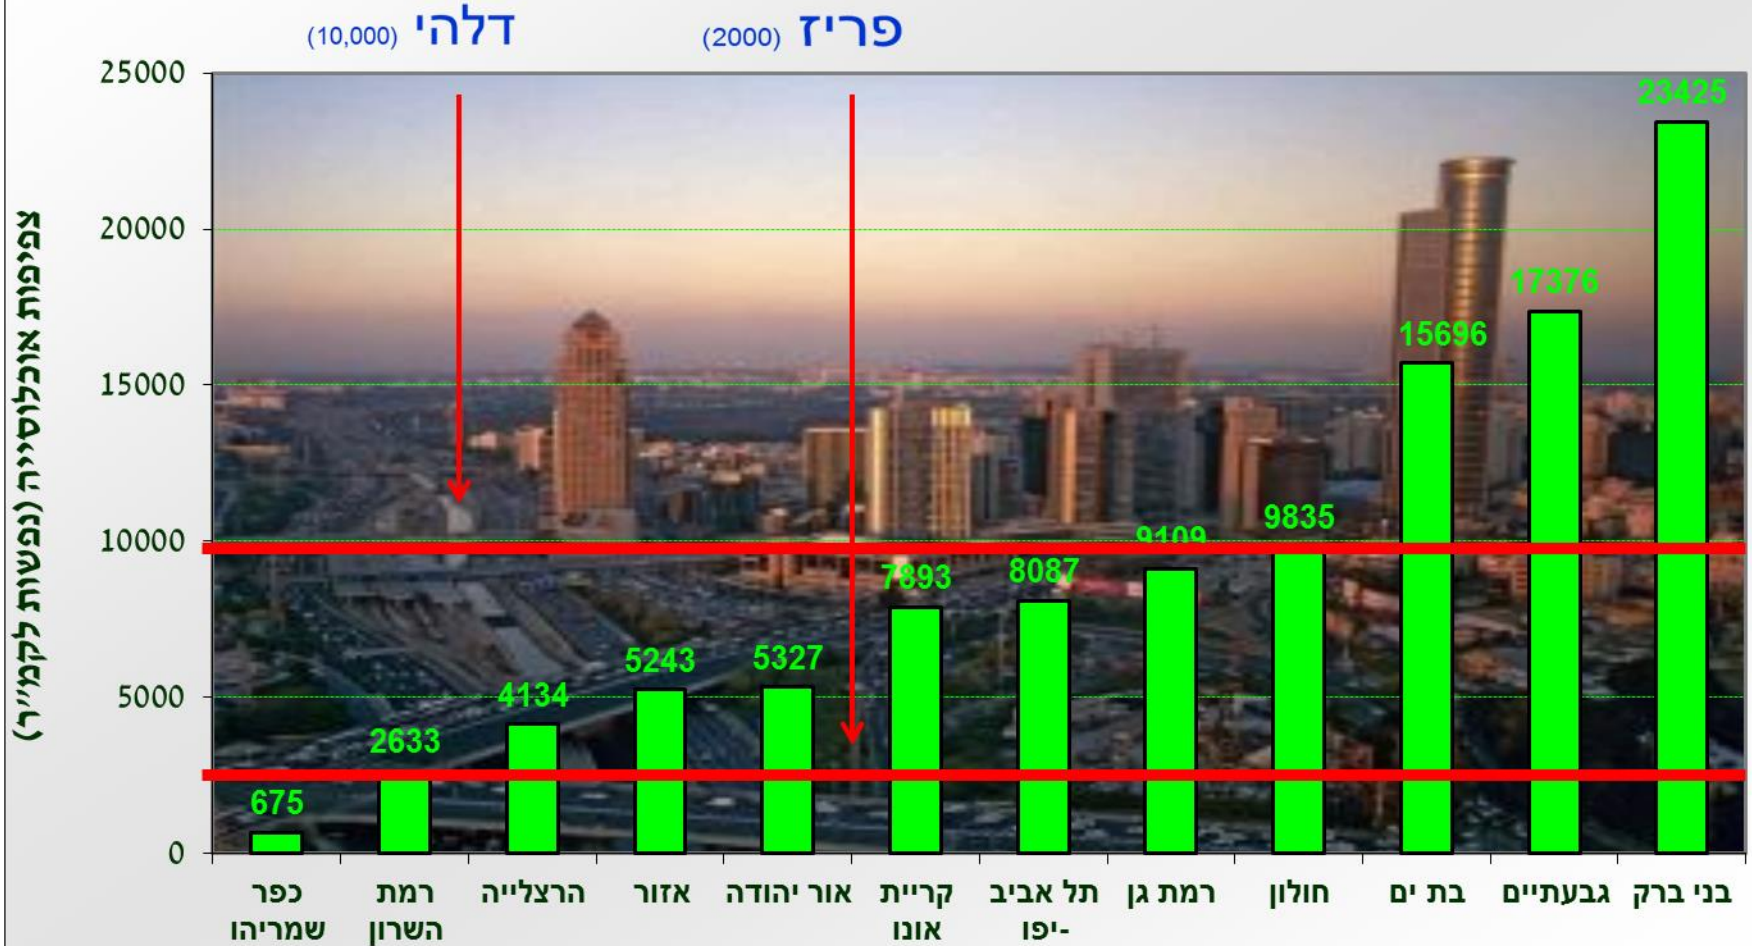 דלהי (10,000)
פריז (2000)
צפיפות אוכלוסייה (נפשות לקמ״ר)
25000
20000
15000
10000
5000
0
675
2633
4134
5243
5327
7893
8087
9109
9835
15696
17376
23425
כפר
שמריהו
רמת
השרון
הרצלייה
אזור
אור יהודה
קריית
אונו
תל אביב
-יפו
רמת גן
חולון
בת ים
גבעתיים
בני ברק